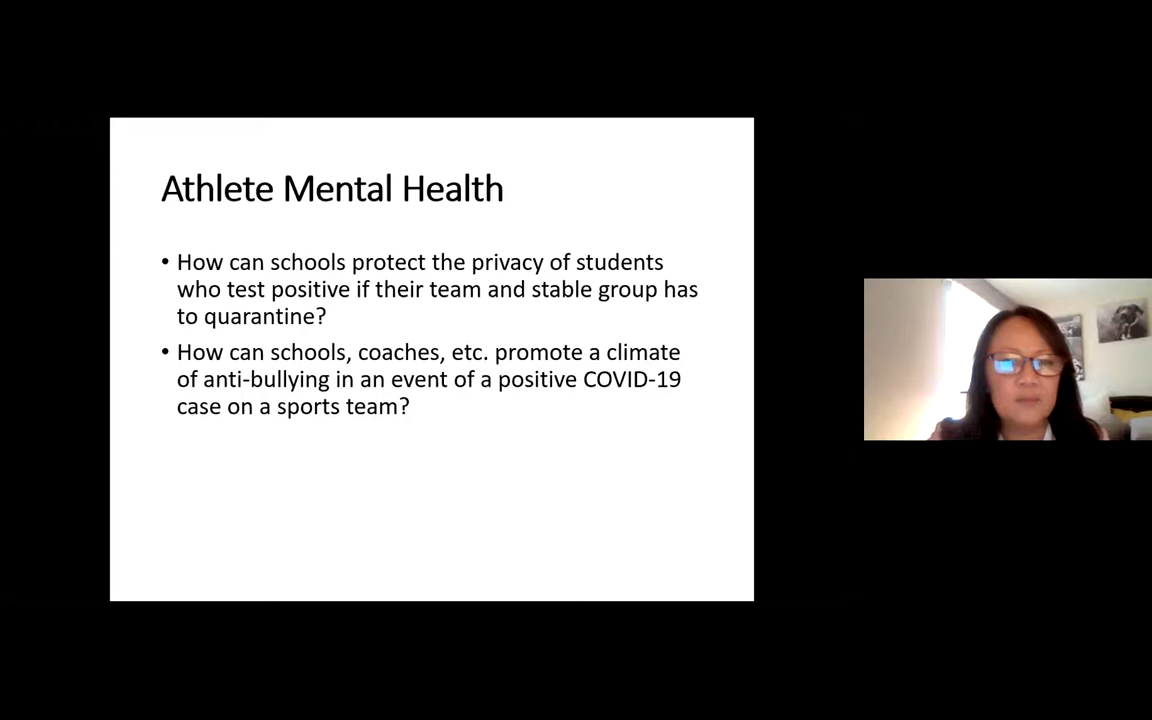 Athlete Mental Health
• How can schools protect the privacy of students
who test positive if their team and stable group has
to quarantine?
• How can schools, coaches, etc. promote a climate
of anti-bullying in an event of a positive COVID-19
case on a sports team?